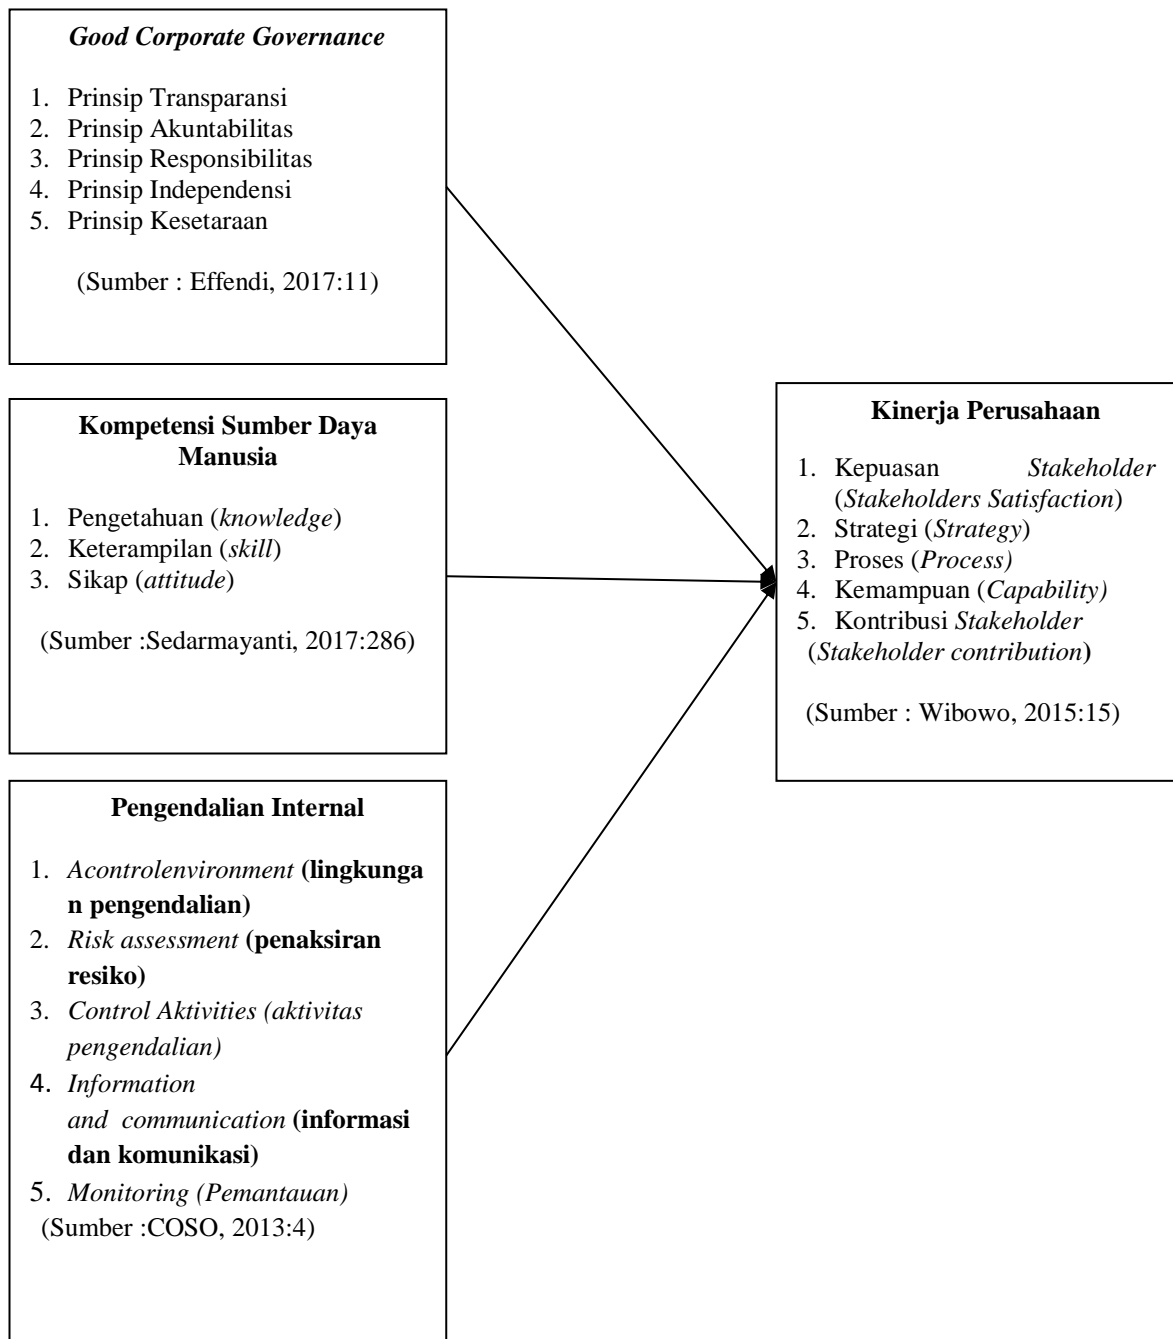 Good Corporate Governance
1. Prinsip Transparansi
2. Prinsip Akuntabilitas
3. Prinsip Responsibilitas
4. Prinsip Independensi
5. Prinsip Kesetaraan
(Sumber : Effendi, 2017:11)
Kompetensi Sumber Daya
Manusia
1. Pengetahuan (knowledge)
2. Keterampilan (skill)
3. Sikap (attitude)
(Sumber :Sedarmayanti, 2017:286)
Pengendalian Internal
1. Acontrolenvironment (lingkunga
n pengendalian)
2. Risk assessment (penaksiran
resiko)
3. Control Aktivities (aktivitas
pengendalian)
4. Information
and communication (informasi
dan komunikasi)
5. Monitoring (Pemantauan)
(Sumber :COSO, 2013:4)
Kinerja Perusahaan
1. Kepuasan Stakeholder
(Stakeholders Satisfaction)
2. Strategi (Strategy)
3. Proses (Process)
4. Kemampuan (Capability)
5. Kontribusi Stakeholder
(Stakeholder contribution)
(Sumber : Wibowo, 2015:15)